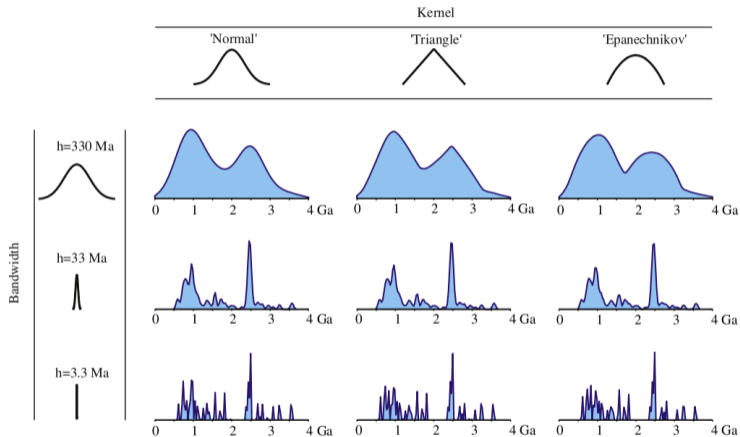 Kernel
'Normal' 'Triangle' 'Epanechnikov'
Bandwidth
h=330 Ma
0 1 2 3 4 Ga 0 1 2 3 4 Ga 0 1 2 3 4 Ga
h=33 Ma
0 1 2 3 4 Ga 0 1 2 3 4 Ga 0 1 2 3 4 Ga
h=3.3 Ma
0 1 2 3 4 Ga 0 1 2 3 4 Ga 0 1 2 3 4 Ga